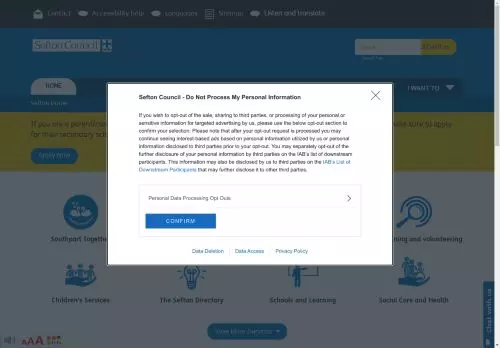 Contact Accessibility help Languages Sitemap Listen and translate
Sefton Council
Search
HOME
I WANT TO
Sefton Home
If you are a parent
sure to apply
for their secondary
Apply now
Sefton Council - Do Not Process My Personal Information
If you wish to opt-out of the sale, sharing to third parties, or processing of your personal or
sensitive information for targeted advertising by us, please use the below opt-out section to
confirm your selection. Please note that after your opt-out request is processed you may
continue seeing interest-based ads based on personal information utilized by us or personal
information disclosed to third parties prior to your opt-out. You may separately opt-out of the
further disclosure of your personal information by third parties on the IAB's list of downstream
participants. This information may also be disclosed by us to third parties on the IAB's List of
Downstream Participants that may further disclose it to other third parties.
Personal Data Processing Opt Outs
CONFIRM
Data Deletion Data Access Privacy Policy
Southport Together
ning and volunteering
Children's Services The Sefton Directory Schools and Learning Social Care and Health
View More Services
AAA
Chat with us